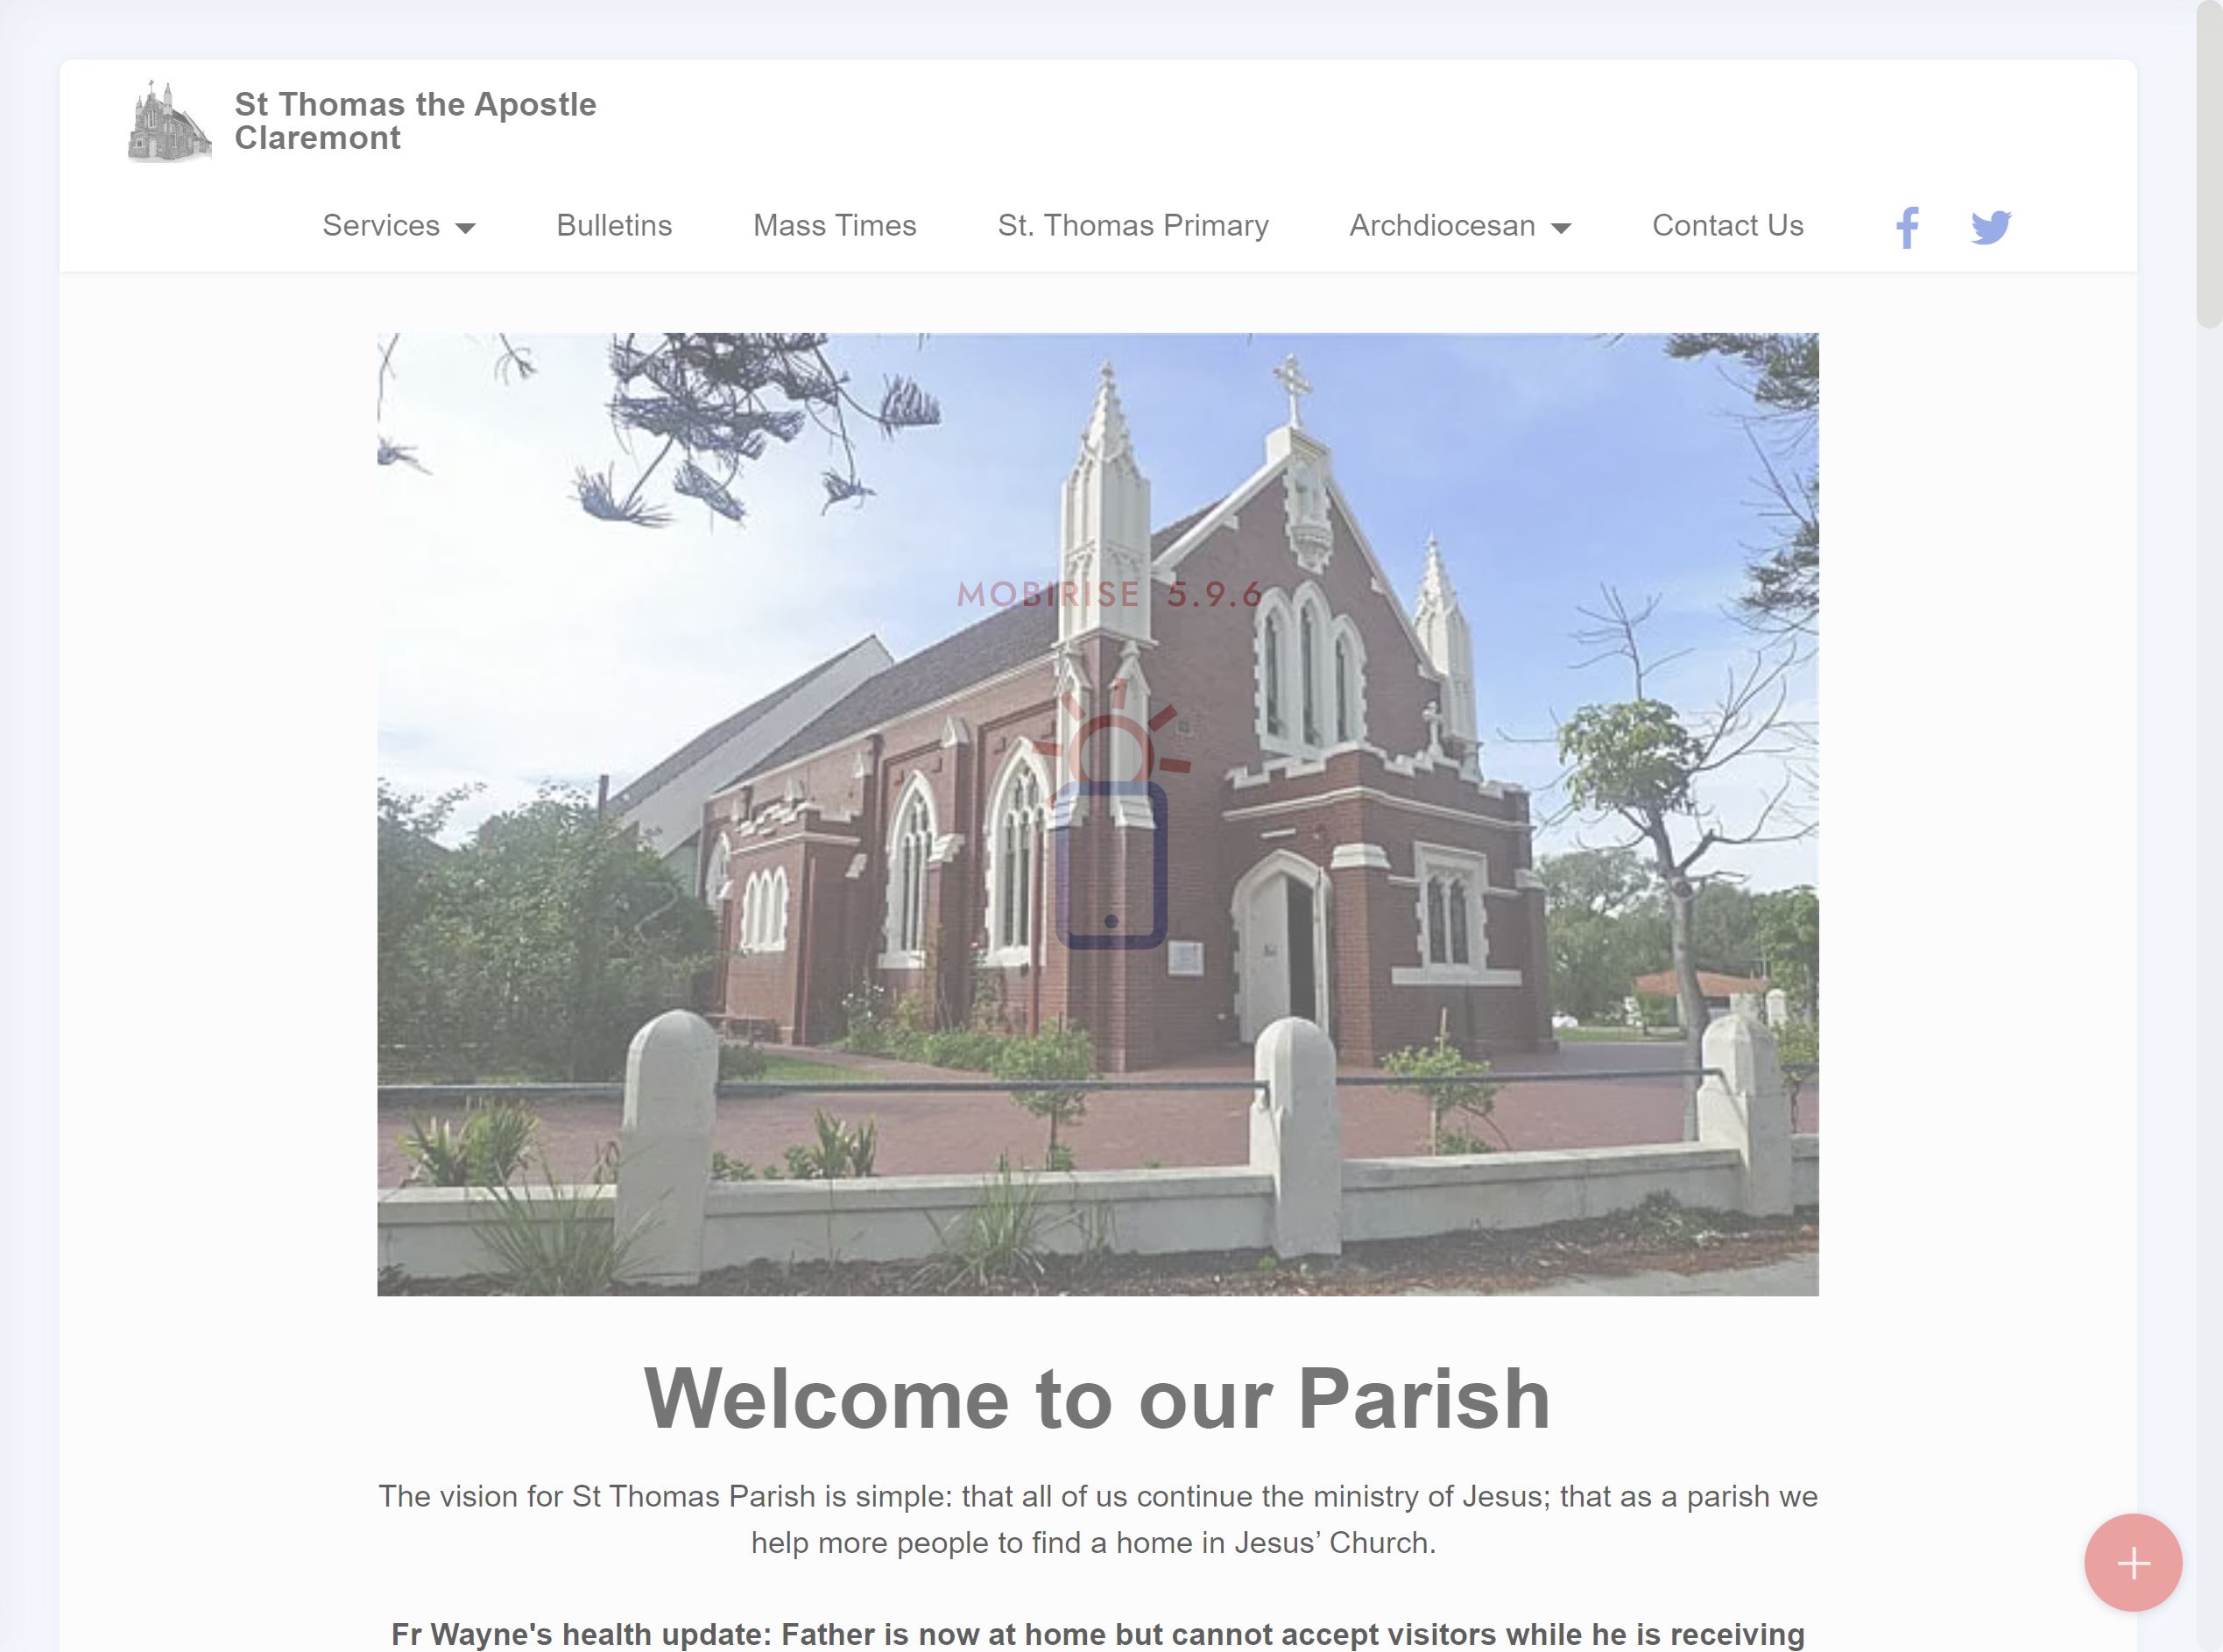 St Thomas the Apostle
Claremont
Services
Bulletins
Mass Times
St. Thomas Primary
Archdiocesan
Contact Us
MOBIRISE 5.9.6
Welcome to our Parish
The vision for St Thomas Parish is simple: that all of us continue the ministry of Jesus; that as a parish we
help more people to find a home in Jesus’ Church.
Fr Wayne's health update: Father is now at home but cannot accept visitors while he is receiving